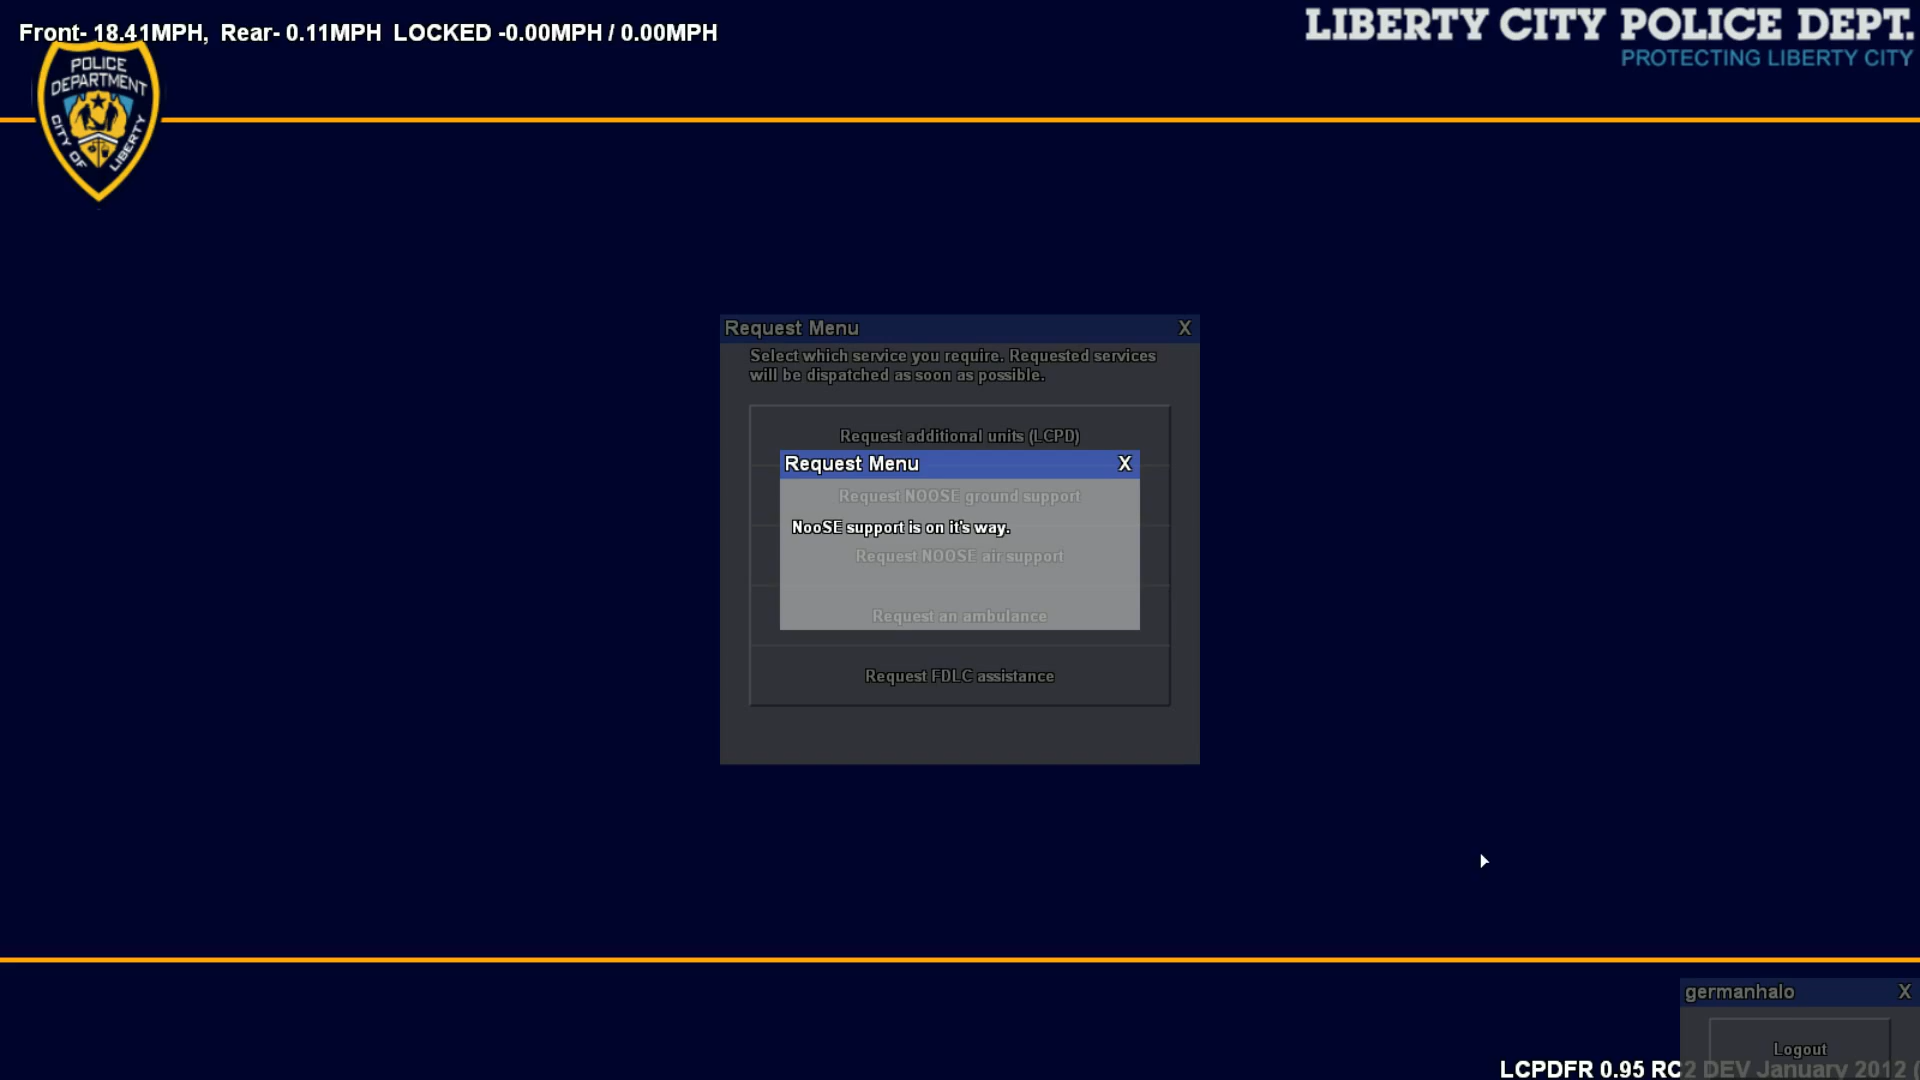 Front- 18.41MPH, Rear- 0.11MPH LOCKED -0.00MPH / 0.00MPH
LIBERTY CITY POLICE DEPT.
PROTECTING LIBERTY CITY
POLICE
DEPARTMENT
CITY OF LIBERTY
Request Menu X
Select which service you require. Requested services
will be dispatched as soon as possible.
Request additional units (LCPD)
Request Menu X
Request NOOSE ground support
NooSE support is on it's way.
Request NOOSE air support
Request an ambulance
Request FDLC assistance
germanhalo X
Logout
LCPDFR 0.95 RC2 DEV January 2012 (